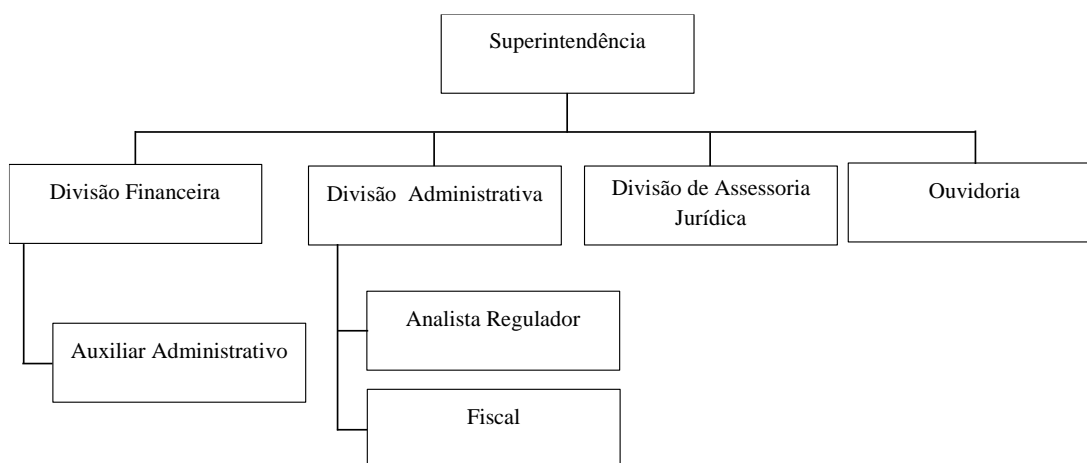 Superintendência
Divisão Financeira
Divisão Administrativa
Divisão de Assessoria
Jurídica
Ouvidoria
Auxiliar Administrativo
Analista Regulador
Fiscal